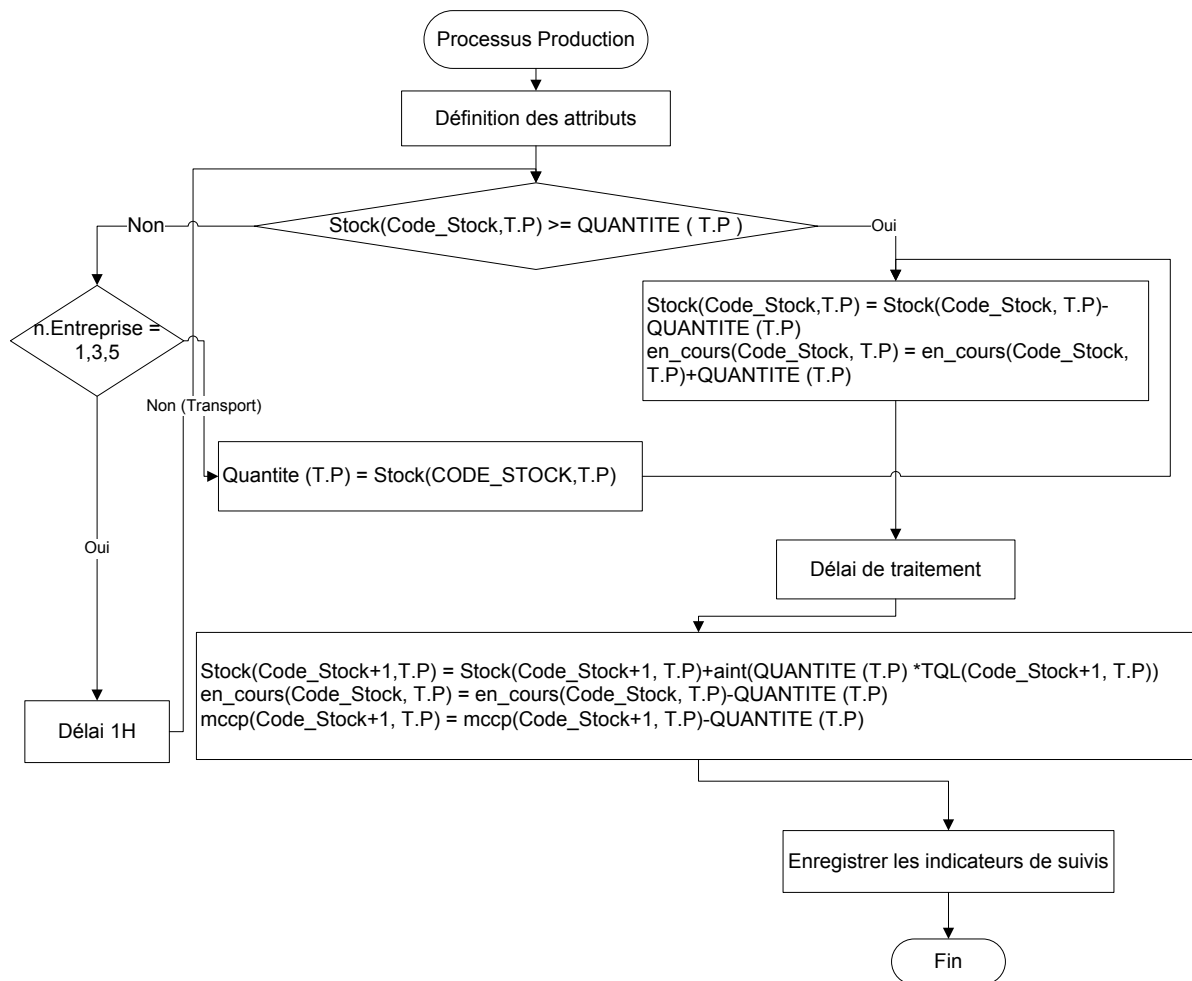 Processus Production
Définition des attributs
Stock(Code_Stock,T.P) >= QUANTITE ( T.P )
Non
Oui
n.Entreprise =
1,3,5
Stock(Code_Stock,T.P) = Stock(Code_Stock, T.P)-
QUANTITE (T.P)
en_cours(Code_Stock, T.P) = en_cours(Code_Stock,
T.P)+QUANTITE (T.P)
Non (Transport)
Quantite (T.P) = Stock(CODE_STOCK,T.P)
Oui
Délai de traitement
Stock(Code_Stock+1,T.P) = Stock(Code_Stock+1, T.P)+aint(QUANTITE (T.P) *TQL(Code_Stock+1, T.P))
en_cours(Code_Stock, T.P) = en_cours(Code_Stock, T.P)-QUANTITE (T.P)
mccp(Code_Stock+1, T.P) = mccp(Code_Stock+1, T.P)-QUANTITE (T.P)
Délai 1H
Enregistrer les indicateurs de suivis
Fin